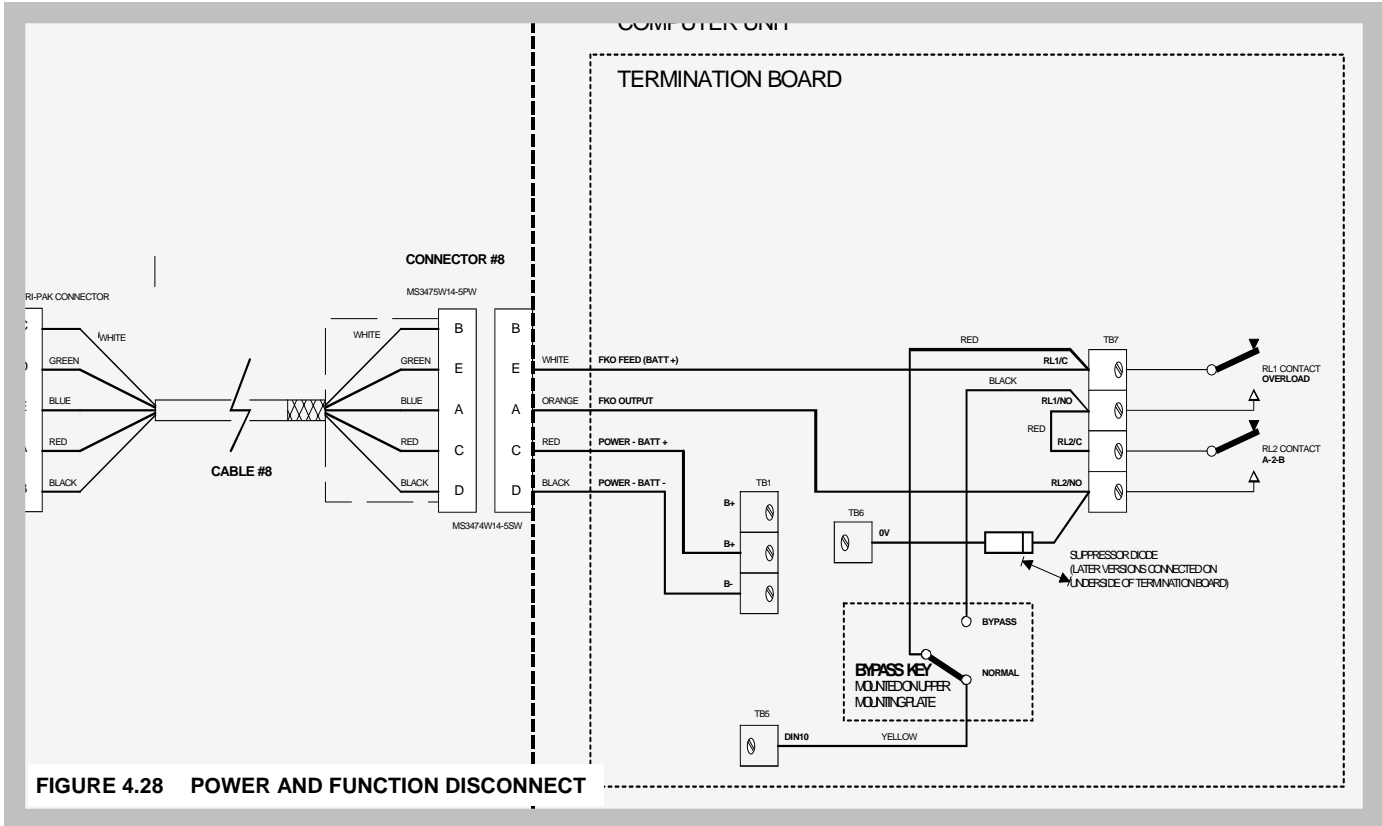 COMPUTER UNIT
TERMINATION BOARD
CONNECTOR #8
MS3475W14-5PW
RI-PAK CONNECTOR
WHITE
GREEN
BLUE
RED
BLACK
CABLE #8
WHITE
GREEN
BLUE
RED
BLACK
B
E
A
C
D
B
E
A
C
D
MS3474W14-5SW
WHITE FKO FEED (BATT +)
ORANGE FKO OUTPUT
RED POWER - BATT +
BLACK POWER - BATT -
TB1
B+
B+
B-
RED
BLACK
RED
TB7
RL1/C
RL1/NO
RL2/C
RL2/NO
RL1 CONTACT
OVERLOAD
RL2 CONTACT
A-2-B
TB6
0V
SUPPRESSOR DIODE
(LATER VERSIONS CONNECTED ON
UNDERSIDE OF TERMINATION BOARD)
BYPASS
NORMAL
BYPASS KEY
MOUNTED ON UPPER
MOUNTING PLATE
TB5
DIN10
YELLOW
FIGURE 4.28 POWER AND FUNCTION DISCONNECT